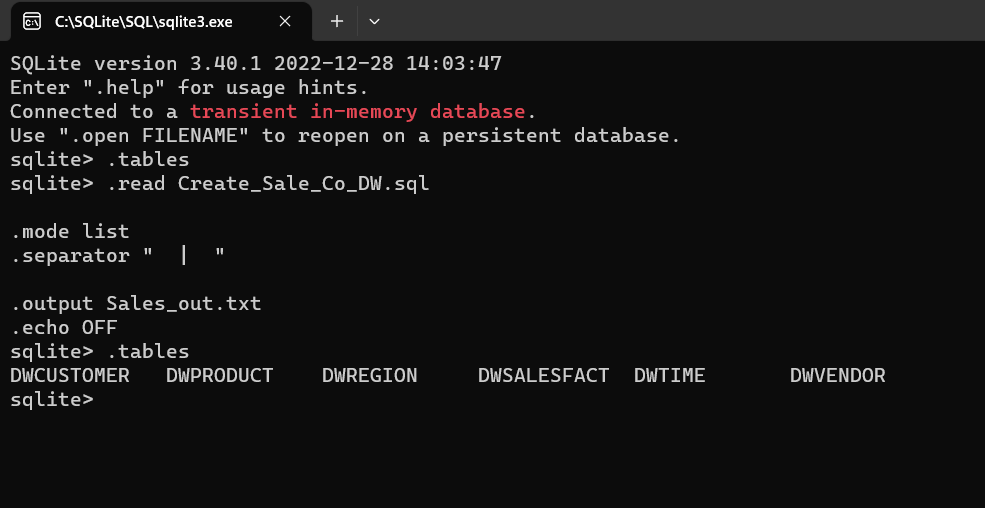 C:\SQLite\SQL\sqlite3.exe
SQLite version 3.40.1 2022-12-28 14:03:47
Enter ".help" for usage hints.
Connected to a transient in-memory database.
Use ".open FILENAME" to reopen on a persistent database.
sqlite> .tables
sqlite> .read Create_Sale_Co_DW.sql
.mode list
.separator "  |  "
.output Sales_out.txt
.echo OFF
sqlite> .tables
DWCUSTOMER   DWPRODUCT    DWREGION     DWSALESFACT  DWTIME       DWVENDOR
sqlite>